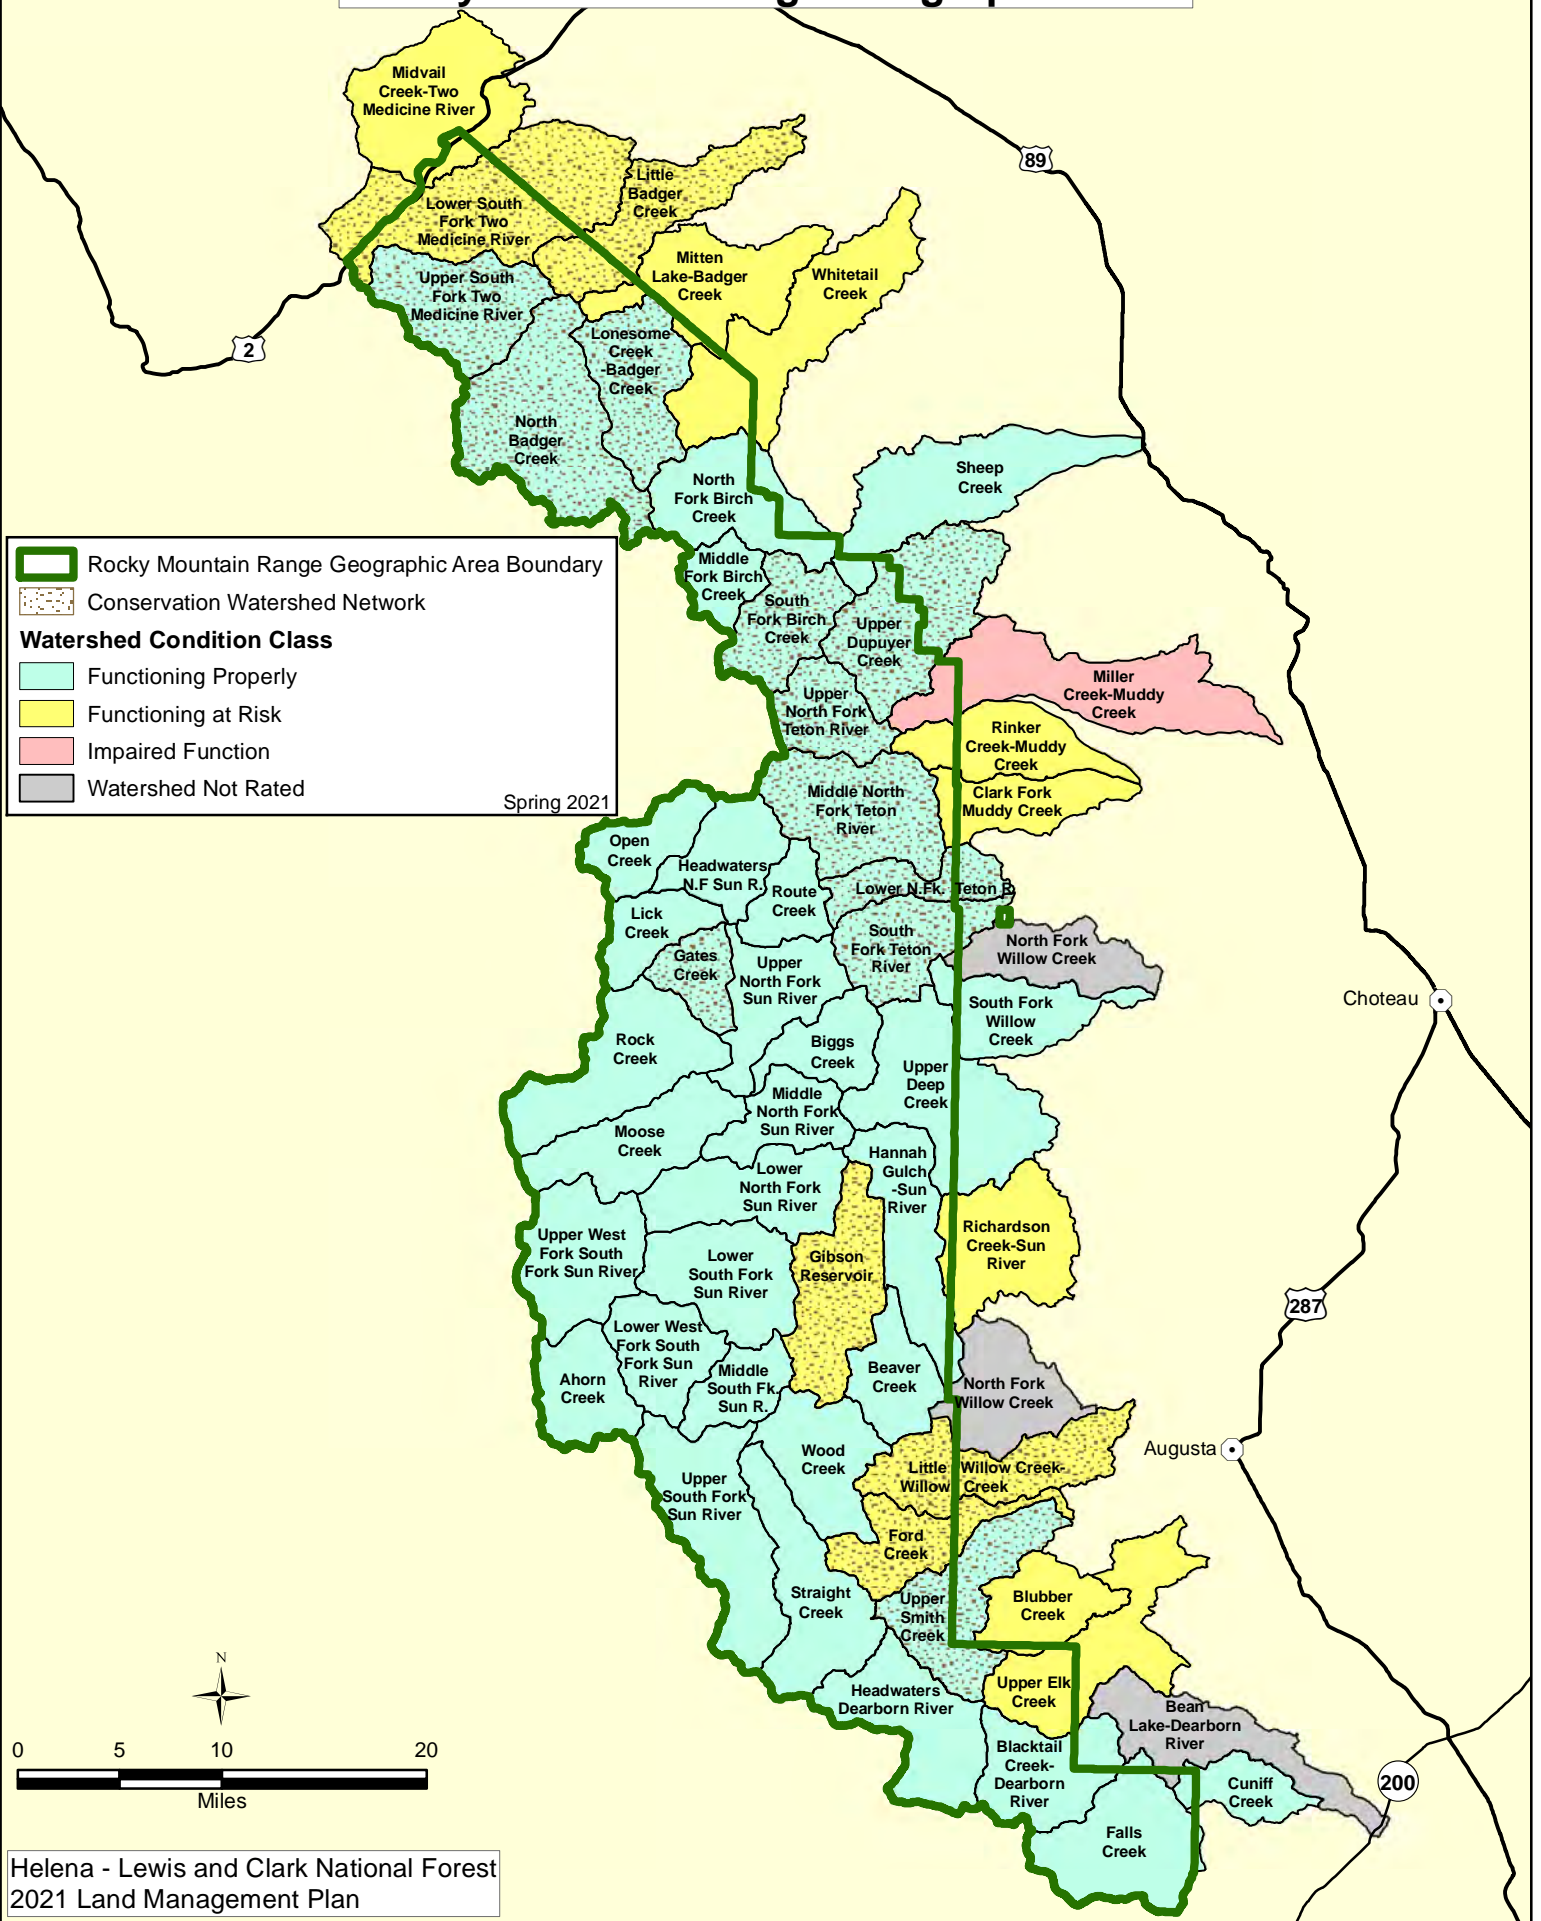 Midvail
Creek-Two
Medicine River
89
Little
Badger
Creek
Lower South
Fork Two
Medicine River
Mitten
Lake-Badger
Creek
Whitetail
Creek
Upper South
Fork Two
Medicine River
2
Lonesome
Creek
-Badger
Creek
North
Badger
Creek
Sheep
Creek
North
Fork Birch
Creek
Rocky Mountain Range Geographic Area Boundary
Conservation Watershed Network
Watershed Condition Class
Functioning Properly
Functioning at Risk
Impaired Function
Watershed Not Rated
Spring 2021
Middle
Fork Birch
Creek
South
Fork Birch
Creek
Upper
Dupuyer
Creek
Miller
Creek-Muddy
Creek
Upper
North Fork
Teton River
Rinker
Creek-Muddy
Creek
Middle North
Fork Teton
River
Clark Fork
Muddy Creek
Open
Creek
Headwaters
N.F Sun R.
Route
Creek
Lower N.Fk. Teton R.
Lick
Creek
South
Fork Teton
River
North Fork
Willow Creek
Gates
Creek
Upper
North Fork
Sun River
South Fork
Willow
Creek
Choteau
Rock
Creek
Biggs
Creek
Upper
Deep
Creek
Middle
North Fork
Sun River
Moose
Creek
Hannah
Gulch
-Sun
River
Lower
North Fork
Sun River
Upper West
Fork South
Fork Sun River
Lower
South Fork
Sun River
Gibson
Reservoir
Richardson
Creek-Sun
River
287
Lower West
Fork South
Fork Sun
River
Ahorn
Creek
Middle
South Fk.
Sun R.
Beaver
Creek
North Fork
Willow Creek
Wood
Creek
Augusta
Little Willow Creek-
Willow Creek
Upper
South Fork
Sun River
Ford
Creek
Straight
Creek
Upper
Smith
Creek
Blubber
Creek
Headwaters
Dearborn River
Upper Elk
Creek
Bean
Lake-Dearborn
River
Blacktail
Creek-
Dearborn
River
Cuniff
Creek
200
Falls
Creek
N
0 5 10 20
Miles
Helena - Lewis and Clark National Forest
2021 Land Management Plan